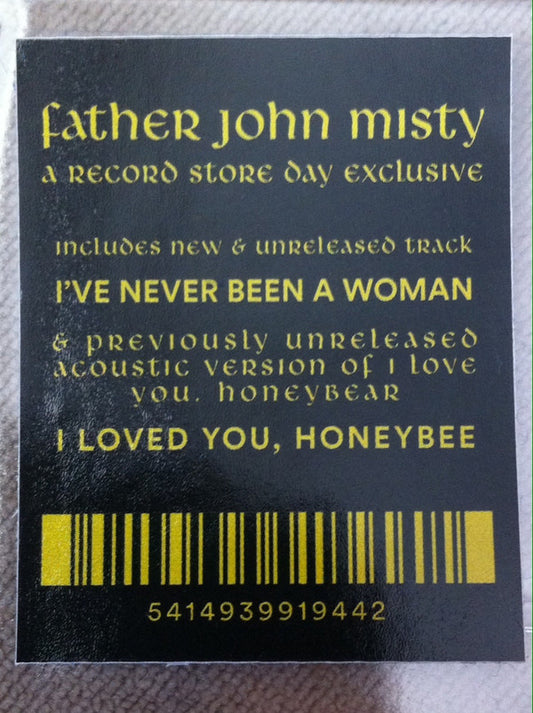 father john misty
a record store day exclusive
includes new & unreleased track
I'VE NEVER BEEN A WOMAN
& previously unreleased
acoustic version of i love
you. honeybear
I LOVED YOU, HONEYBEE
5414939919442